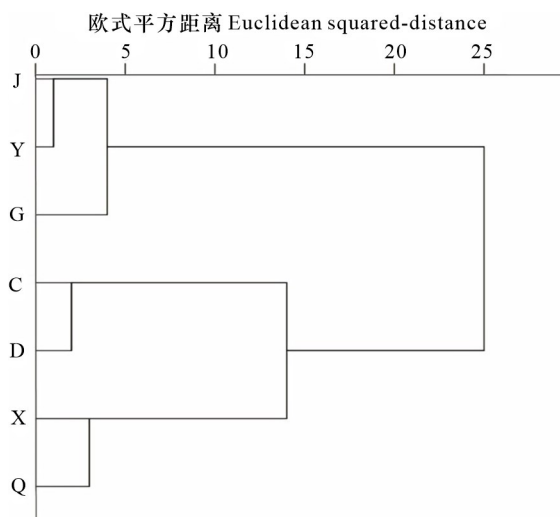 欧式平方距离 Euclidean squared-distance
0 5 10 15 20 25
J
Y
G
C
D
X
Q